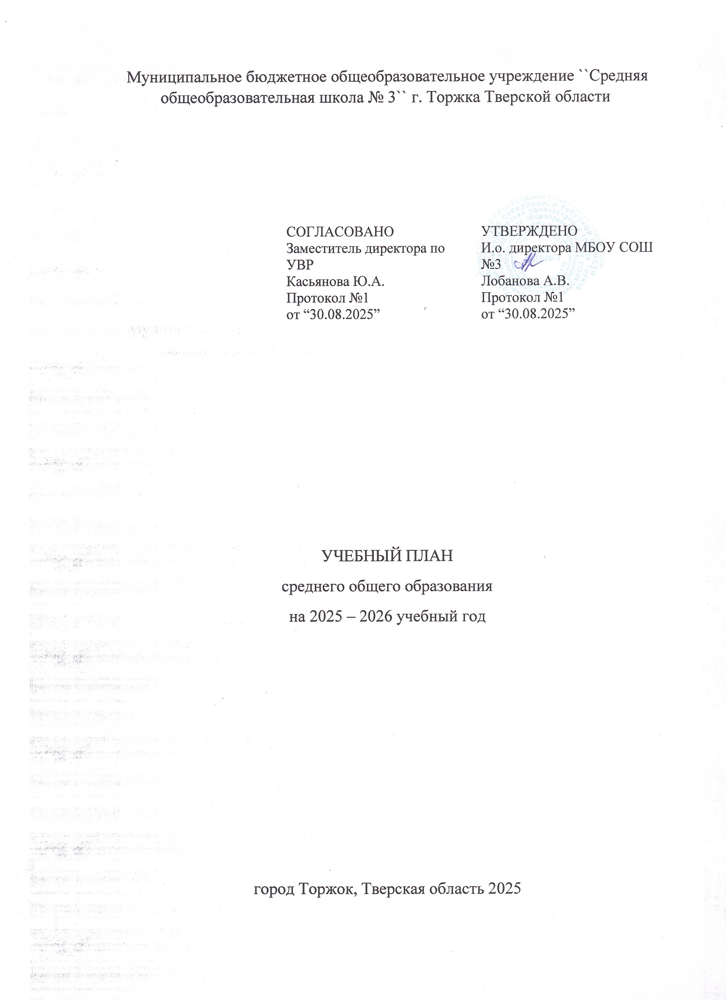 Муниципальное бюджетное общеобразовательное учреждение ``Средняя
общеобразовательная школа № 3`` г. Торжка Тверской области
СОГЛАСОВАНО
Заместитель директора по
УВР
Касьянова Ю.А.
Протокол №1
от “30.08.2025”
УТВЕРЖДЕНО
И.о. директора МБОУ СОШ
№3
Лобанова А.В.
Протокол №1
от “30.08.2025”
УЧЕБНЫЙ ПЛАН
среднего общего образования
на 2025 – 2026 учебный год
город Торжок, Тверская область 2025